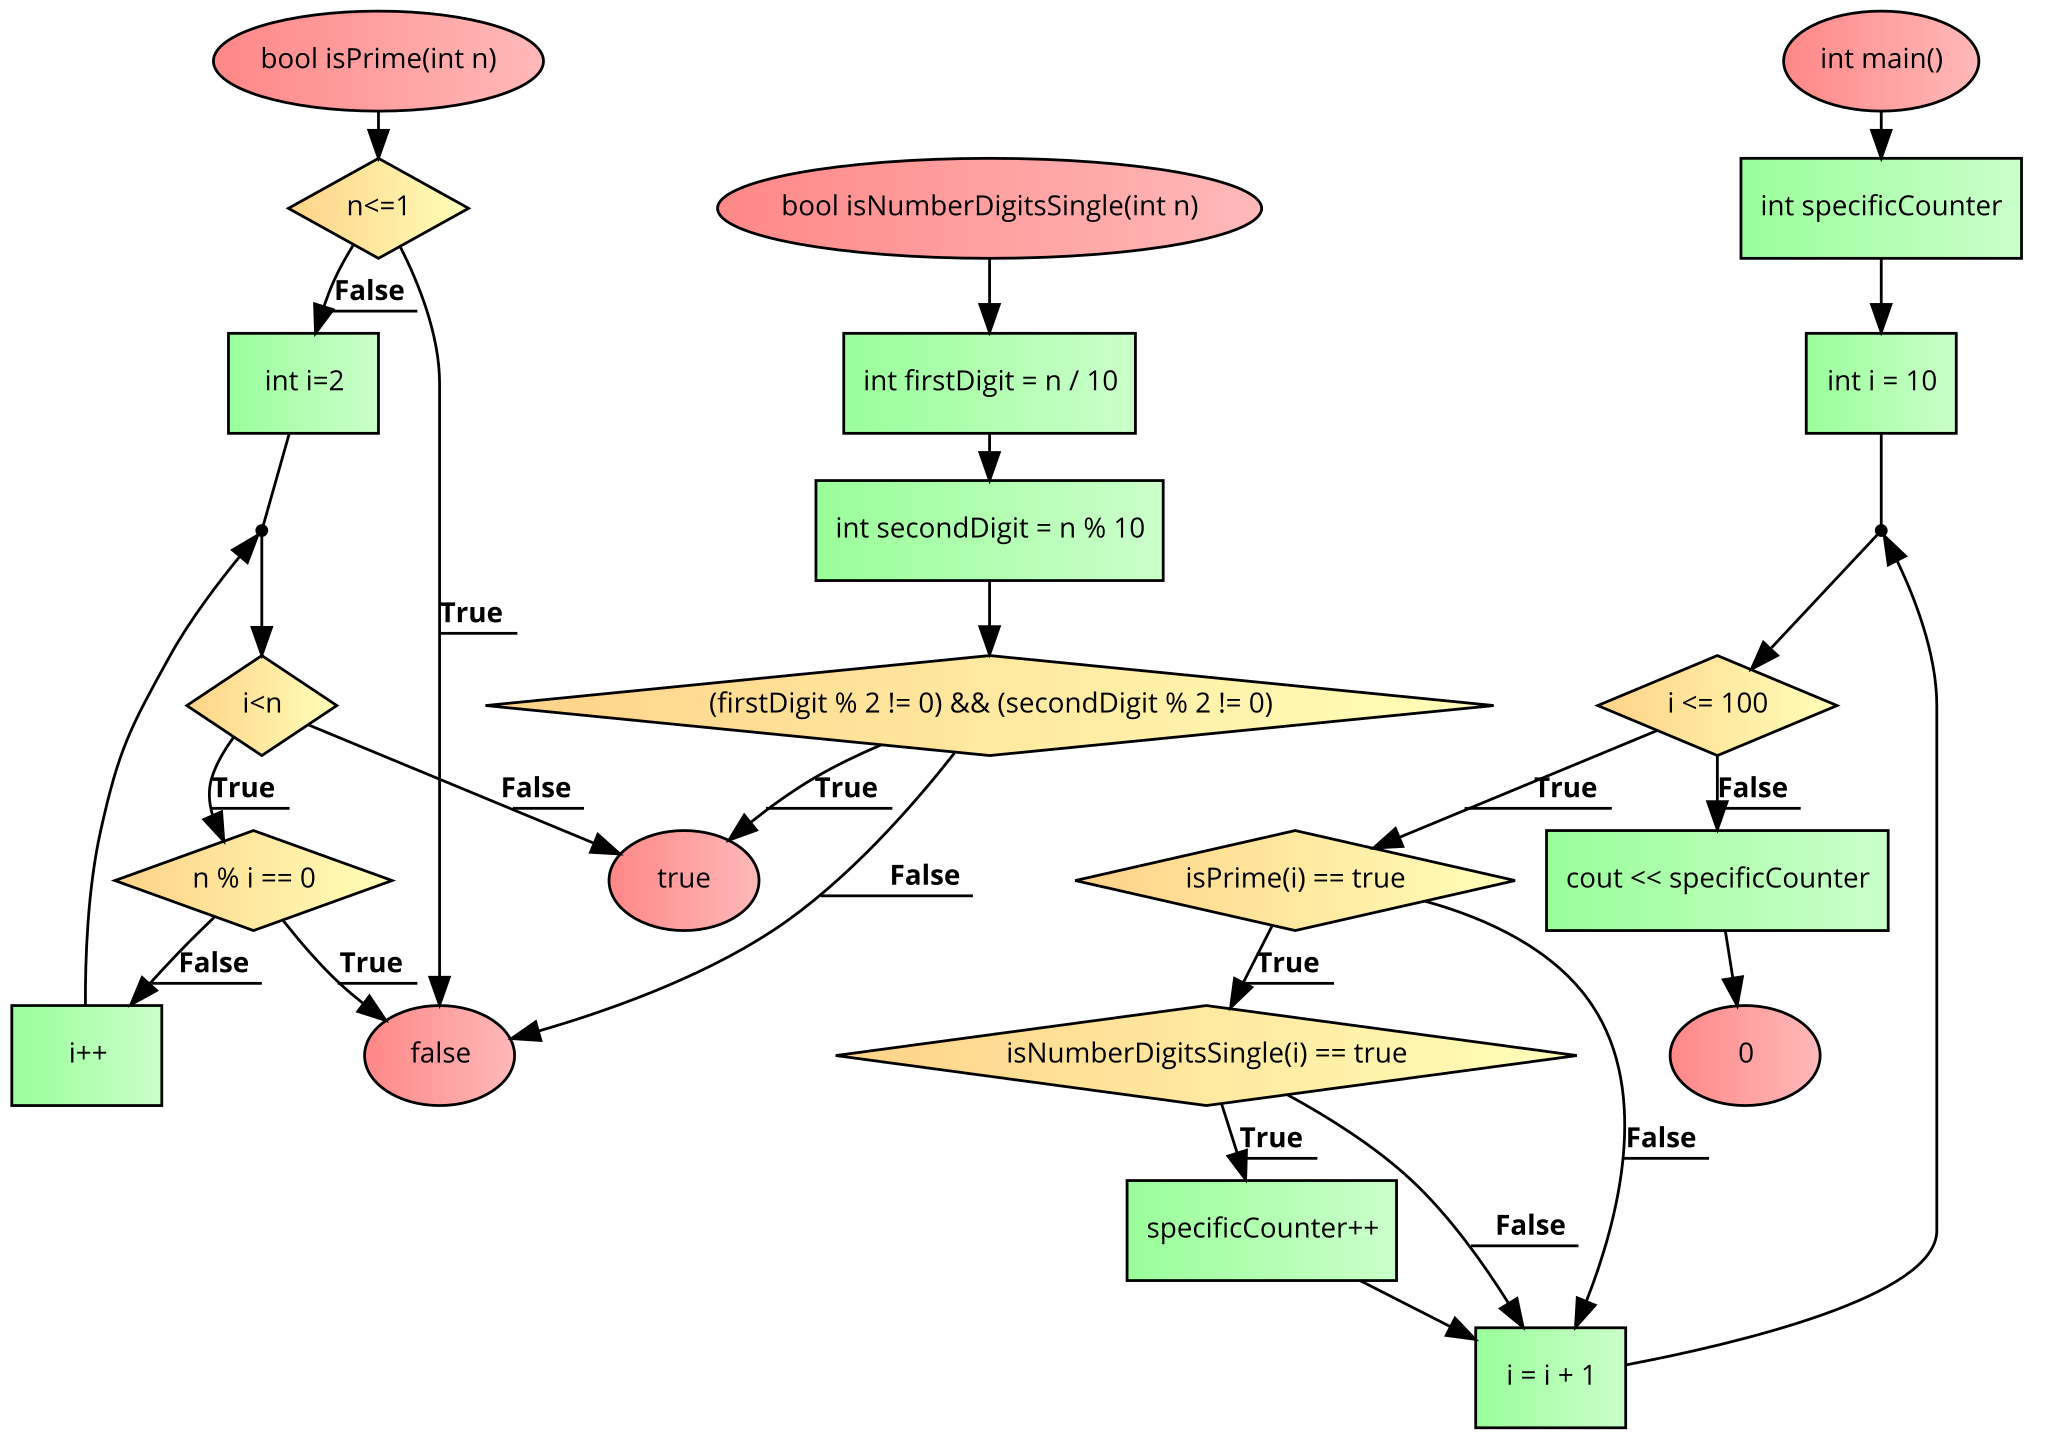 bool isPrime(int n)
n<=1
False
int i=2
True
i<n
True
False
n % i == 0
False
True
i++
false
bool isNumberDigitsSingle(int n)
int firstDigit = n / 10
int secondDigit = n % 10
(firstDigit % 2 != 0) && (secondDigit % 2 != 0)
True
False
true
int main()
int specificCounter
int i = 10
i <= 100
True
False
isPrime(i) == true
cout << specificCounter
True
isNumberDigitsSingle(i) == true
0
True
False
specificCounter++
False
i = i + 1